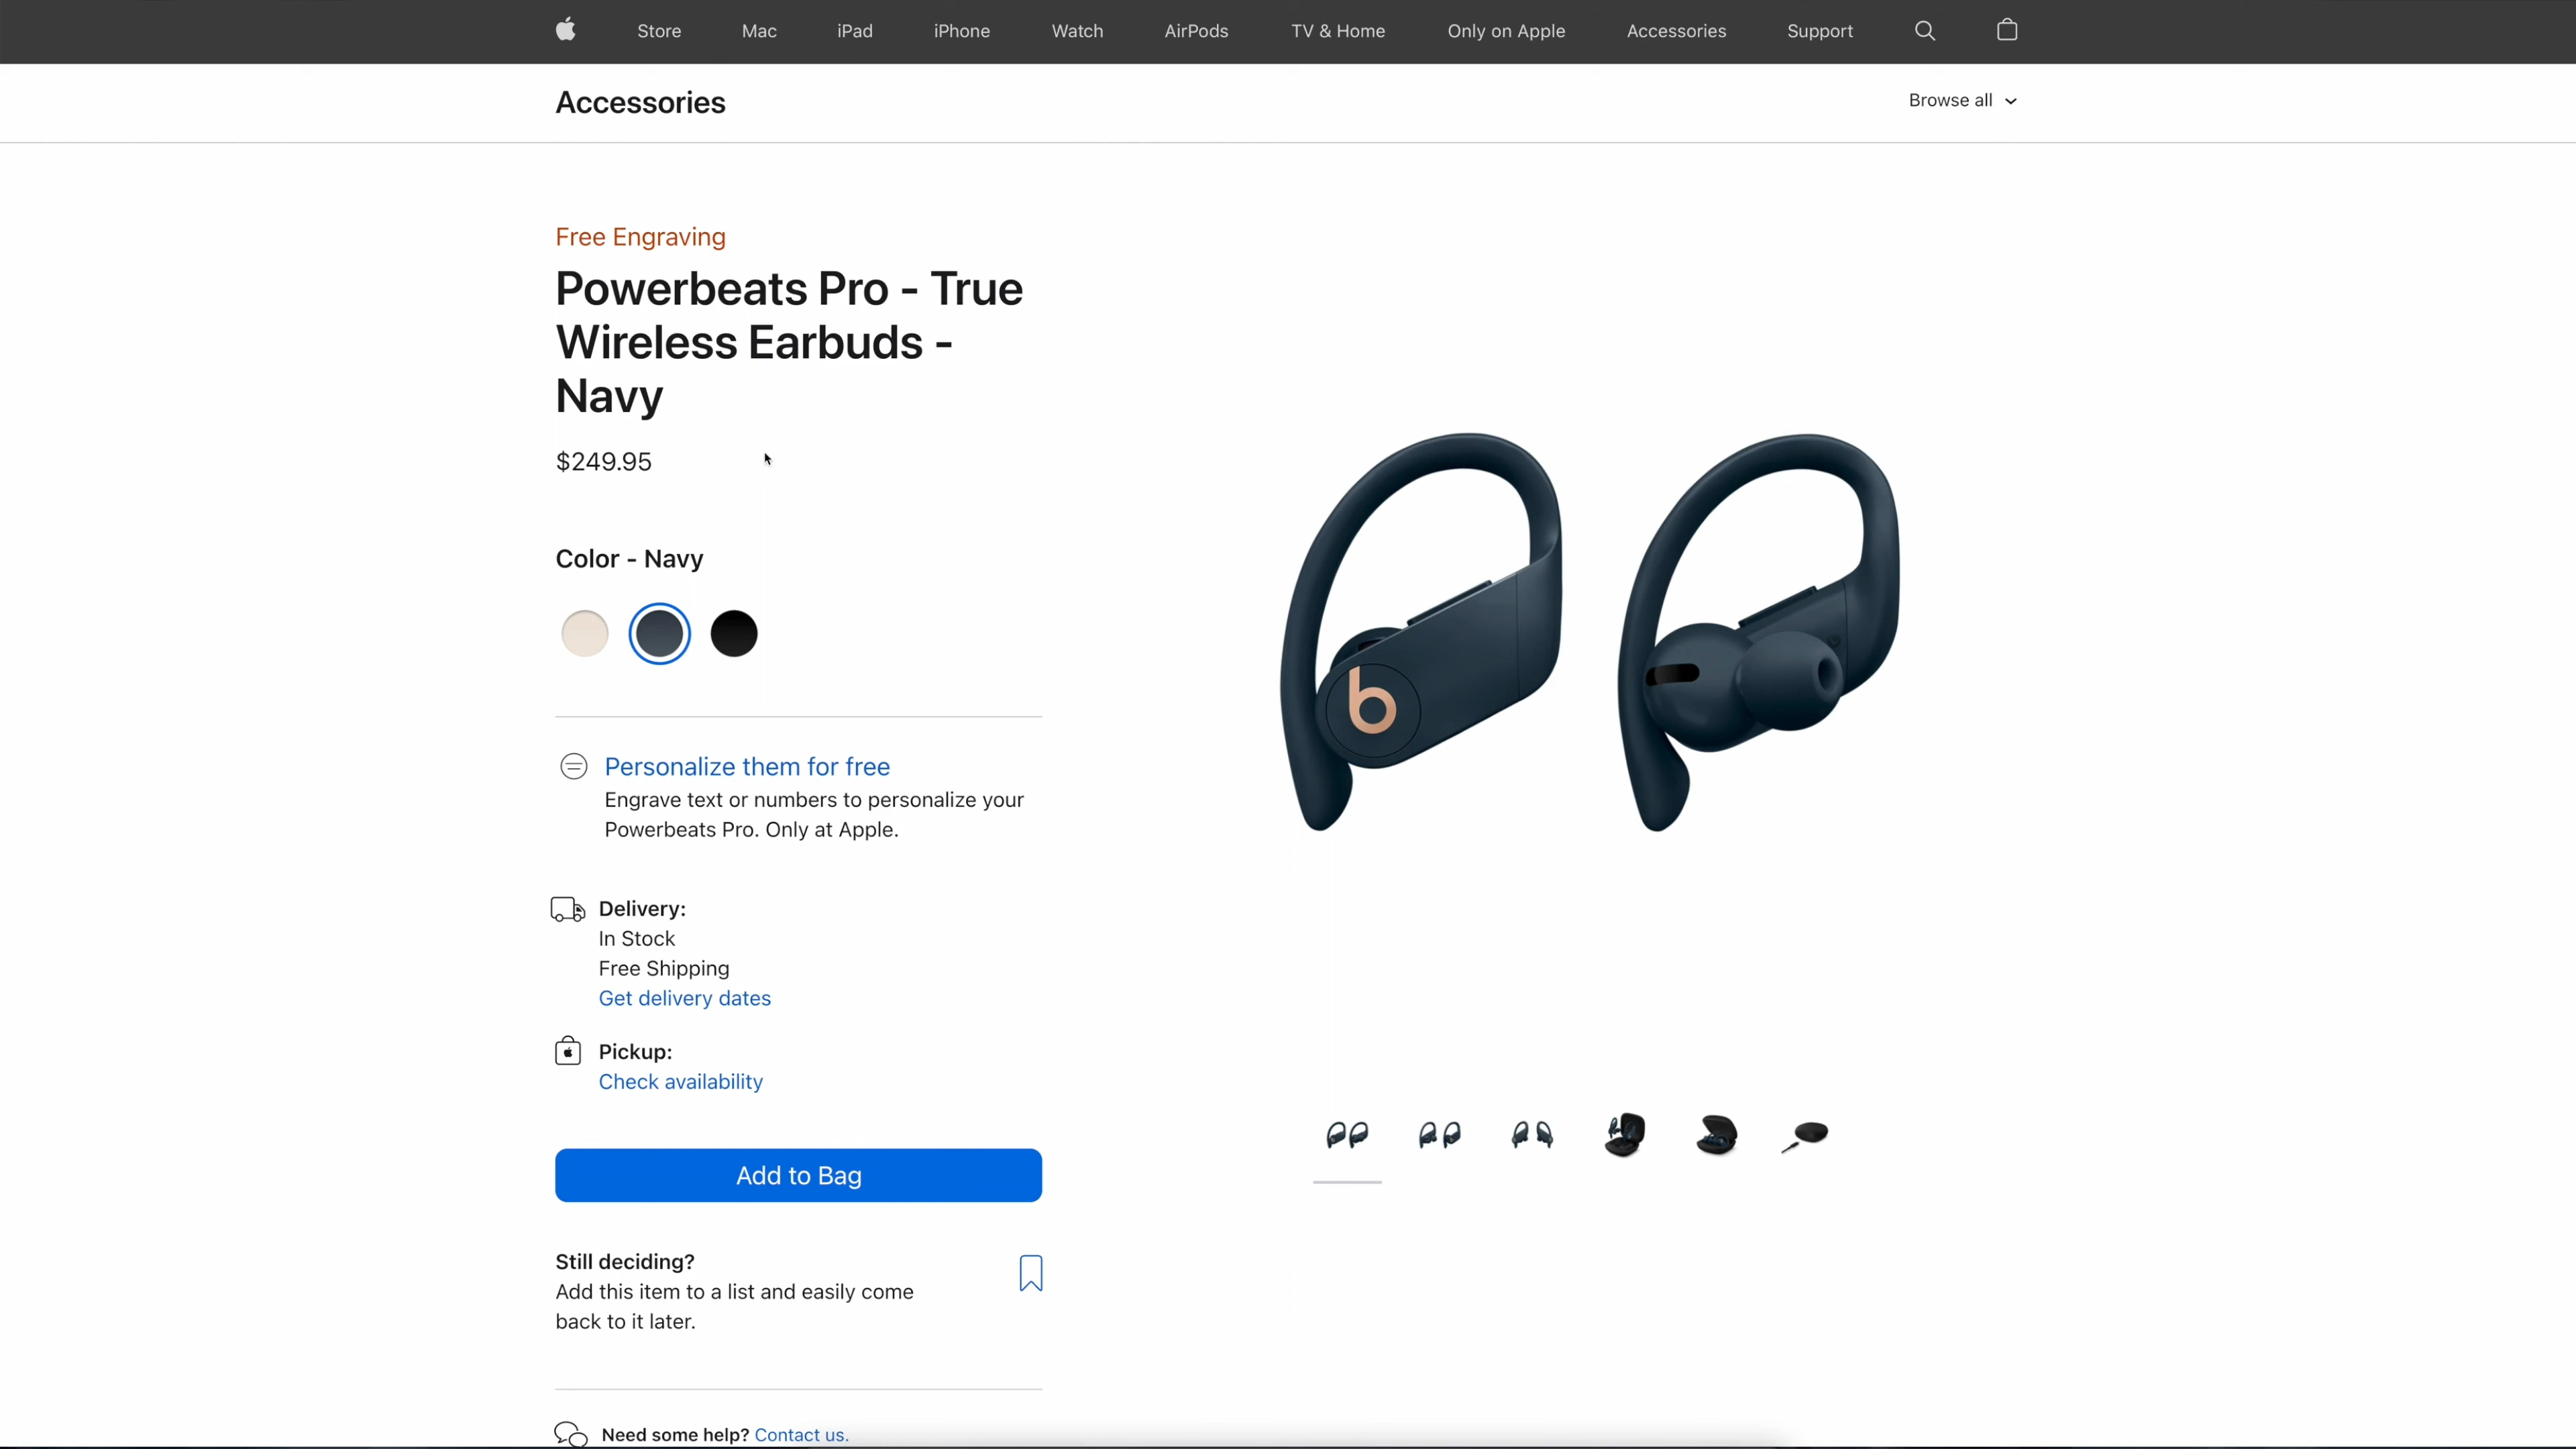 Store Mac iPad iPhone Watch AirPods TV & Home Only on Apple Accessories Support
Accessories
Browse all
Free Engraving
Powerbeats Pro - True
Wireless Earbuds -
Navy
$249.95
Color - Navy
Personalize them for free
Engrave text or numbers to personalize your
Powerbeats Pro. Only at Apple.
Delivery:
In Stock
Free Shipping
Get delivery dates
Pickup:
Check availability
Add to Bag
Still deciding?
Add this item to a list and easily come
back to it later.
Need some help? Contact us.
b